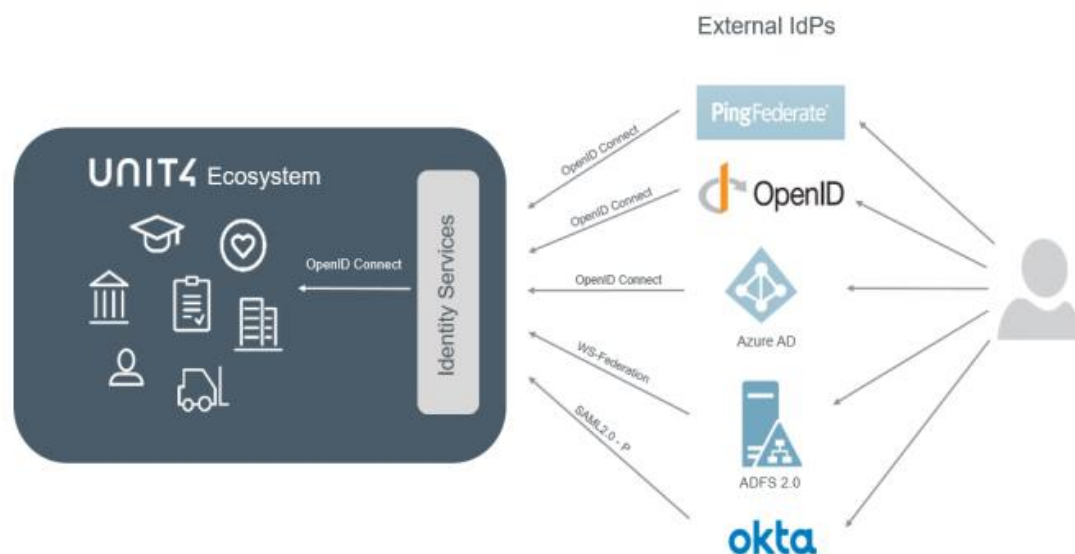 External IdPs
PingFederate®
OpenID Connect
UNIT4 Ecosystem
OpenID
OpenID Connect
Identity Services
OpenID Connect
OpenID Connect
Azure AD
WS-Federation
SAML2.0 - P
ADFS 2.0
okta